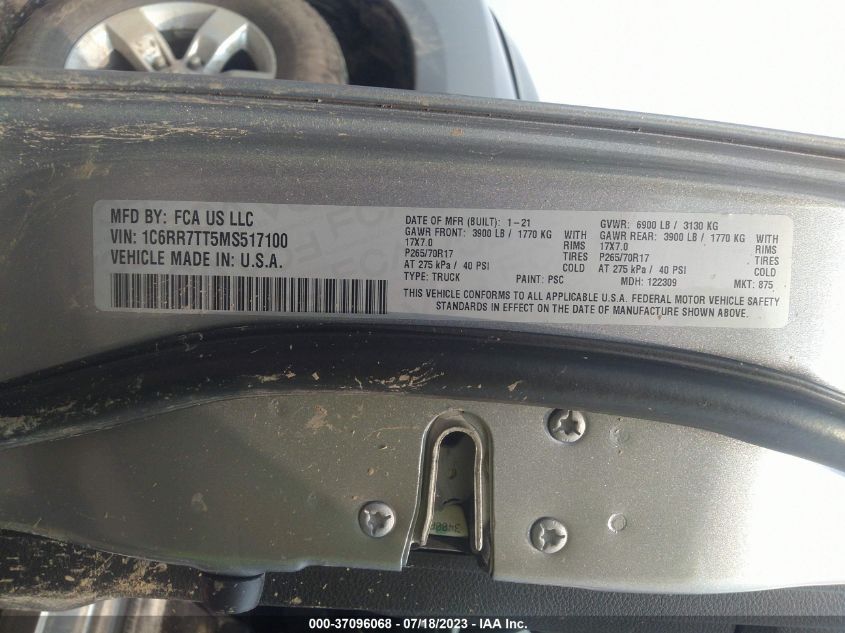 MFD BY: FCA US LLC
VIN: 1C6RR7TT5MS517100
VEHICLE MADE IN: U.S.A.
DATE OF MFR (BUILT): 1-21 GVWR: 6900 LB / 3130 KG
GAWR FRONT: 3900 LB / 1770 KG WITH GAWR REAR: 3900 LB / 1770 KG WITH
17X7.0 RIMS 17X7.0 RIMS
P265/70R17 TIRES P265/70R17 TIRES
AT 275 kPa / 40 PSI COLD AT 275 kPa / 40 PSI COLD
TYPE: TRUCK PAINT: PSC MDH: 122309 MKT: 875
THIS VEHICLE CONFORMS TO ALL APPLICABLE U.S.A. FEDERAL MOTOR VEHICLE SAFETY
STANDARDS IN EFFECT ON THE DATE OF MANUFACTURE SHOWN ABOVE.
000-37096068 - 07/18/2023 - IAA Inc.